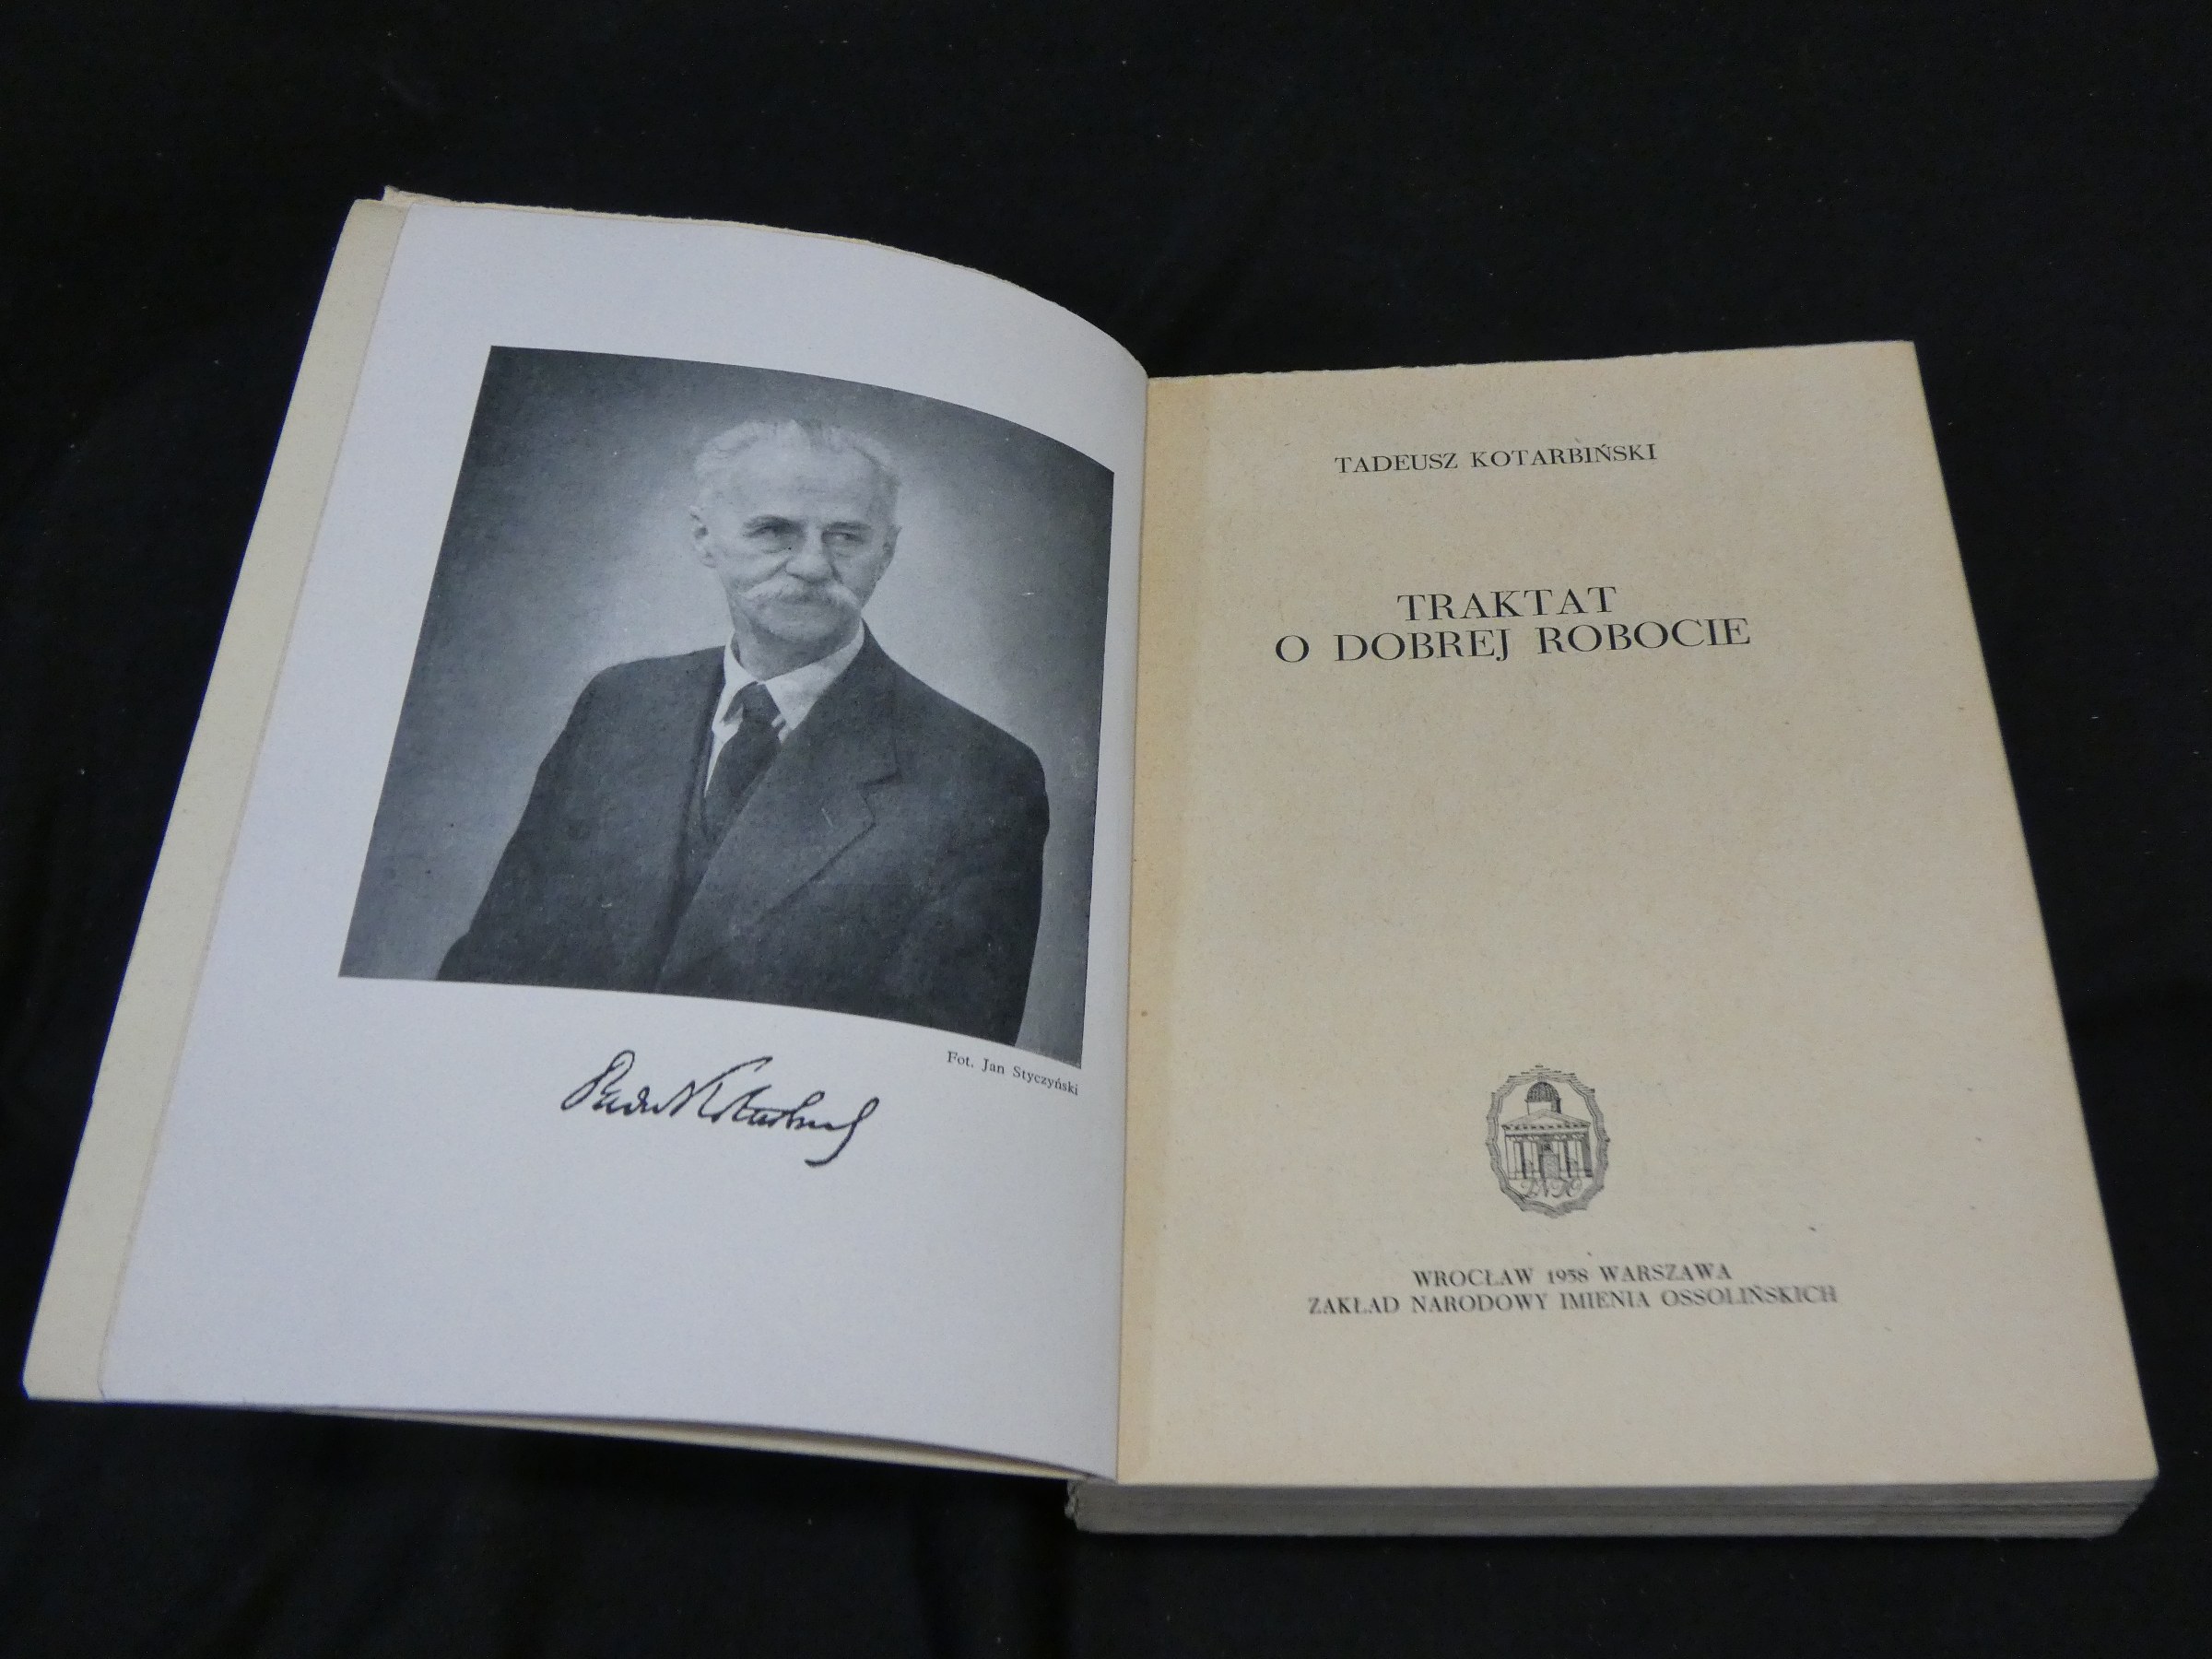 Fot. Jan Styczyński
TADEUSZ KOTARBIŃSKI
TRAKTAT
O DOBREJ ROBOCIE
WROCŁAW 1958 WARSZAWA
ZAKŁAD NARODOWY IMIENIA OSSOLIŃSKICH